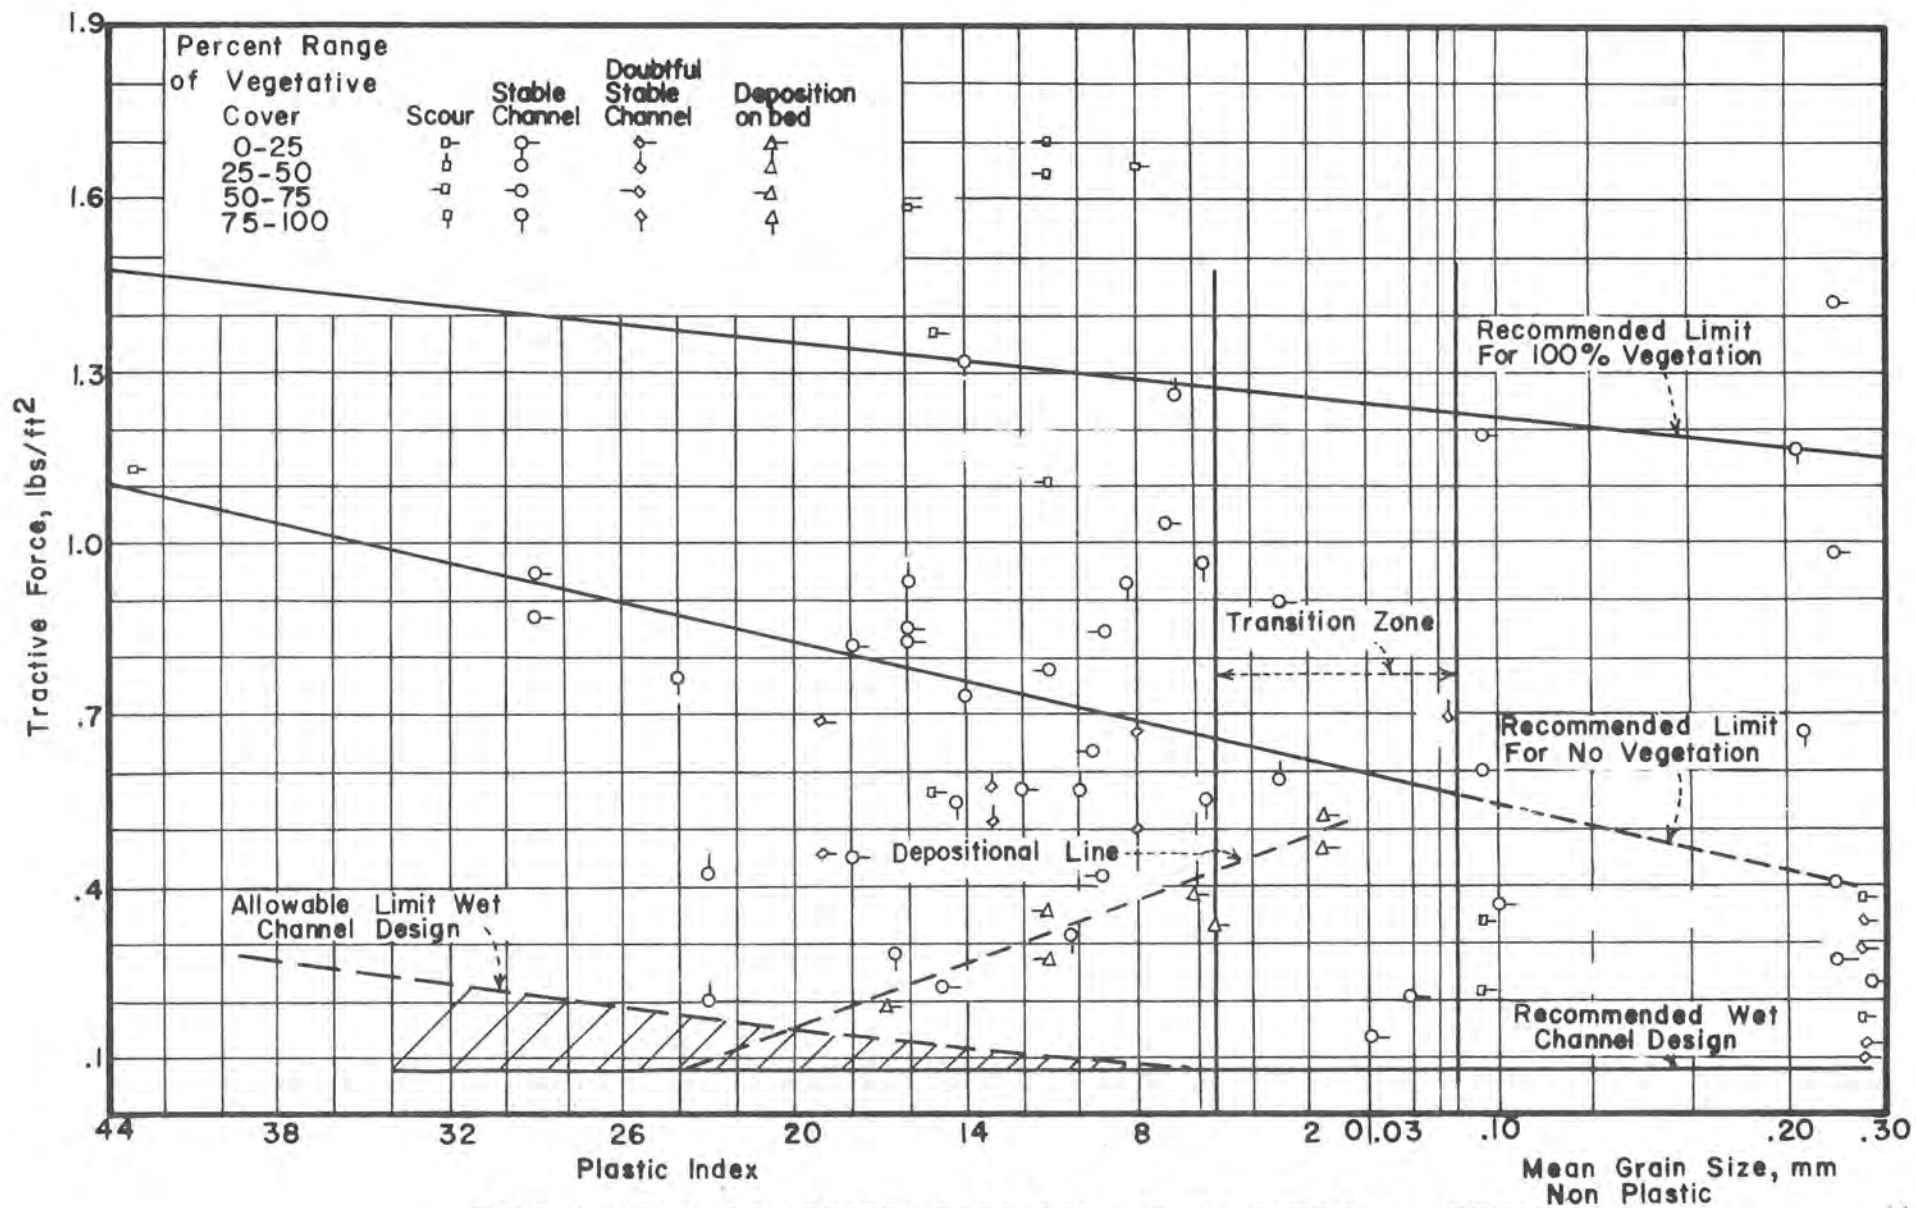 1.9
Percent Range
of Vegetative
Cover
Scour
Stable
Channel
Doubtful
Stable
Channel
Deposition
on bed
0-25
25-50
50-75
75-100
1.6
1.3
1.0
.7
.4
.1
Tractive Force, lbs/ft2
Recommended Limit
For 100% Vegetation
Transition Zone
Recommended Limit
For No Vegetation
Depositional Line
Allowable Limit Wet
Channel Design
Recommended Wet
Channel Design
44 38 32 26 20 14 8 2 0 .03 .10 .20 .30
Plastic Index
Mean Grain Size, mm
Non Plastic